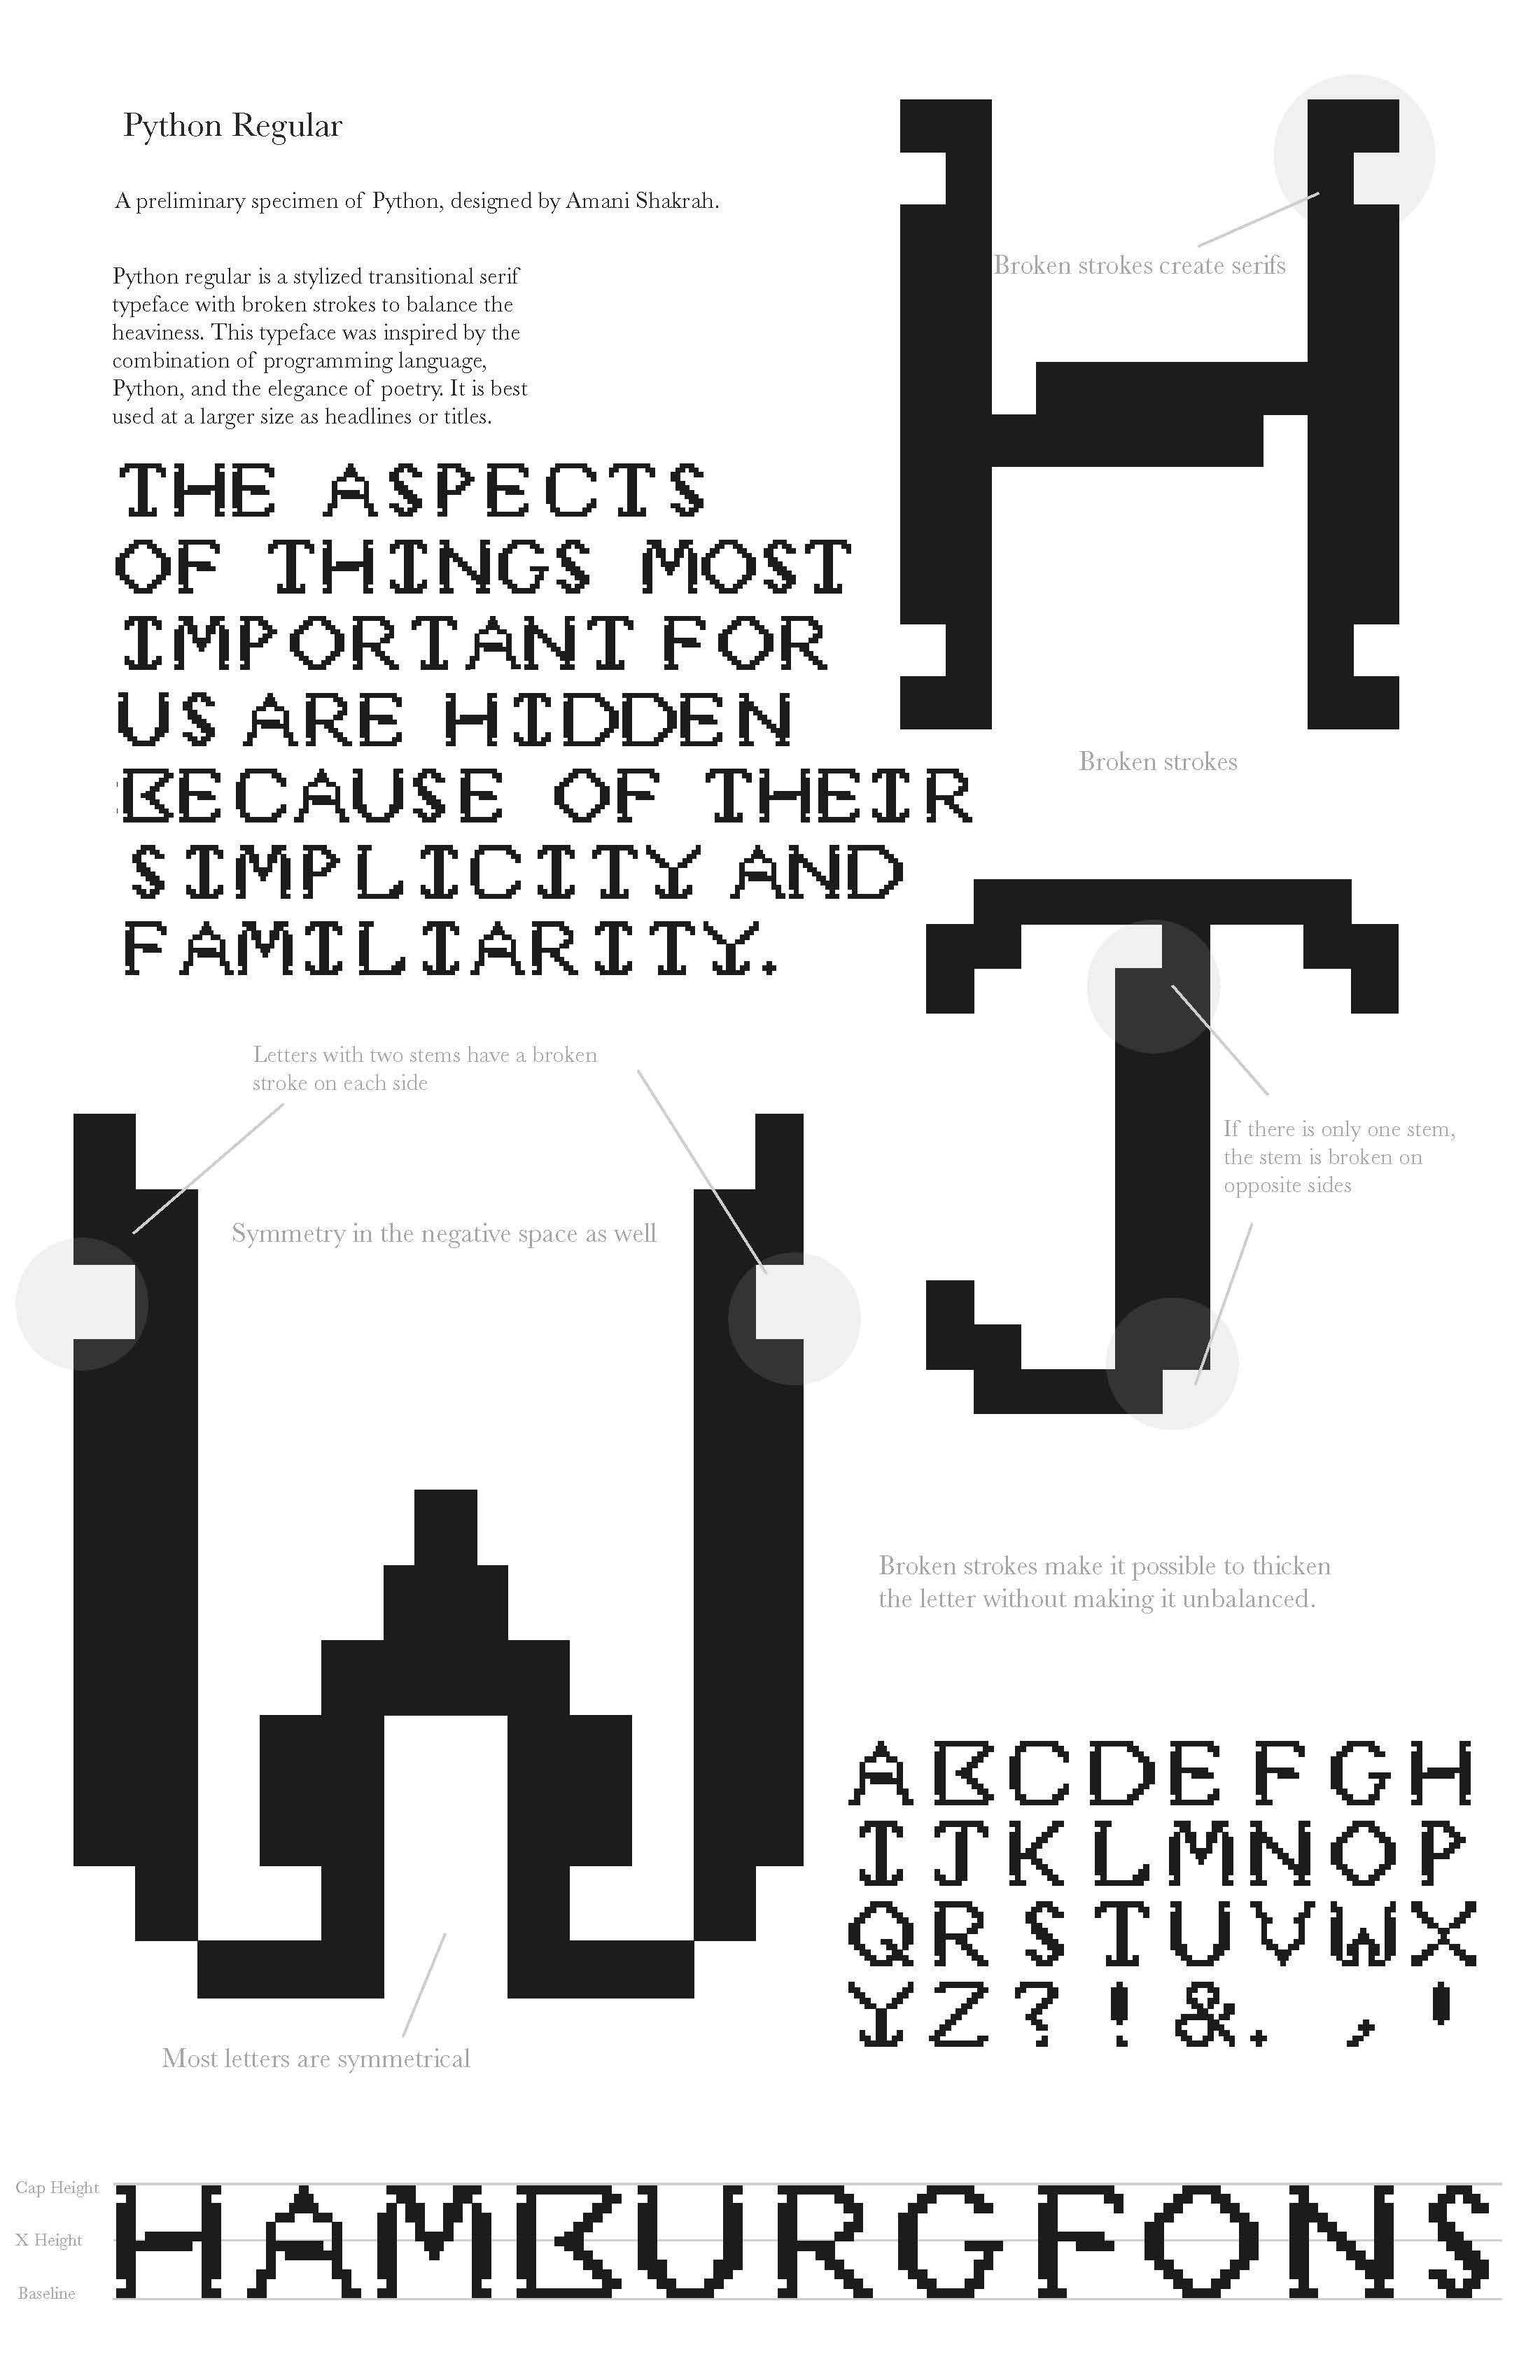 Python Regular
A preliminary specimen of Python, designed by Amani Shakrah.
Python regular is a stylized transitional serif
typeface with broken strokes to balance the
heaviness. This typeface was inspired by the
combination of programming language,
Python, and the elegance of poetry. It is best
used at a larger size as headlines or titles.
H
Broken strokes create serifs
Broken strokes
THE ASPECTS
OF THINGS MOST
IMPORTANT FOR
US ARE HIDDEN
BECAUSE OF THEIR
SIMPLICITY AND
FAMILIARITY.
J
If there is only one stem,
the stem is broken on
opposite sides
Letters with two stems have a broken
stroke on each side
Symmetry in the negative space as well
W
Most letters are symmetrical
Broken strokes make it possible to thicken
the letter without making it unbalanced.
ABCDEFGH
IJKLMNOP
QRSTUVWX
YZ?!&. , '
Cap Height
X Height
Baseline
HAMBURGFONS